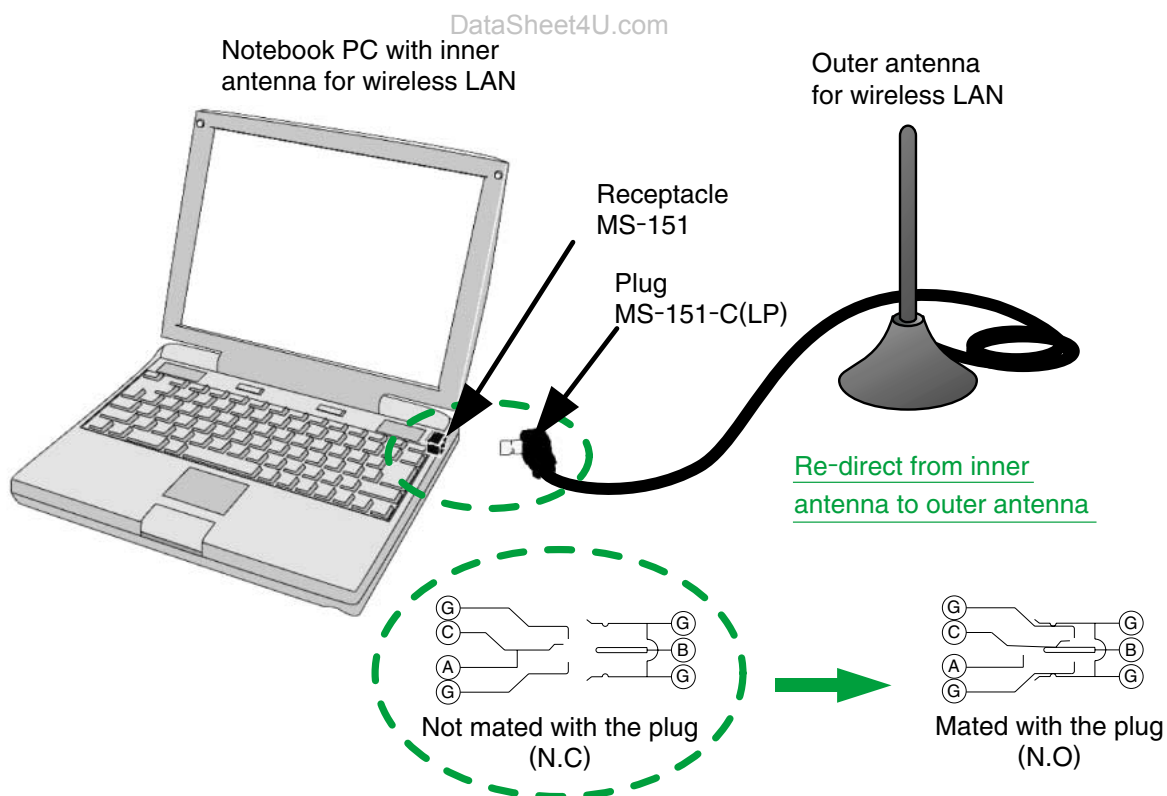 DataSheet4U.com
Notebook PC with inner
antenna for wireless LAN
Outer antenna
for wireless LAN
Receptacle
MS-151
Plug
MS-151-C(LP)
Re-direct from inner
antenna to outer antenna
G
C
A
G
G
B
G
Not mated with the plug
(N.C)
G
C
A
G
G
B
G
Mated with the plug
(N.O)